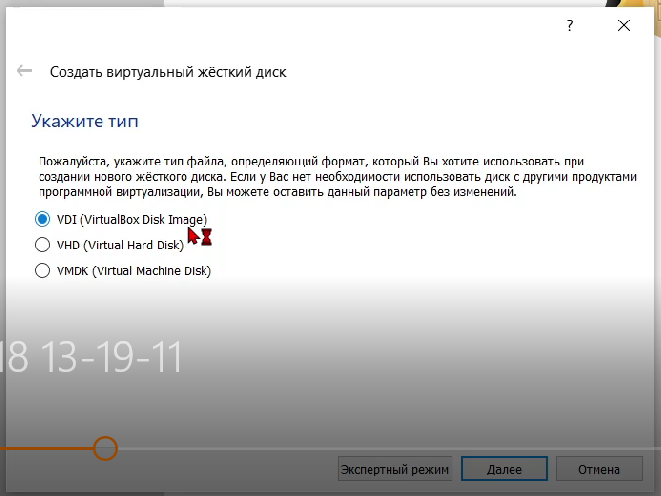 ?
Создать виртуальный жёсткий диск
Укажите тип
Пожалуйста, укажите тип файла, определяющий формат, который Вы хотите использовать при
создании нового жёсткого диска. Если у Вас нет необходимости использовать диск с другими продуктами
программной виртуализации, Вы можете оставить данный параметр без изменений.
VDI (VirtualBox Disk Image)
VHD (Virtual Hard Disk)
VMDK (Virtual Machine Disk)
18 13-19-11
Экспертный режим Далее Отмена